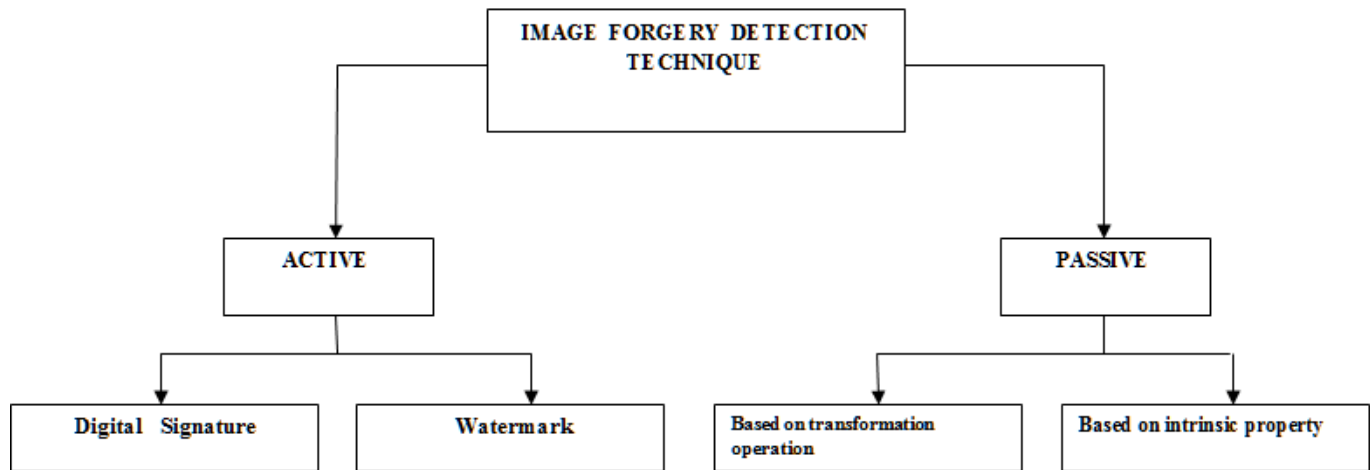 IMAGE FORGERY DETECTION
TECHNIQUE
ACTIVE
PASSIVE
Digital Signature
Watermark
Based on transformation
operation
Based on intrinsic property